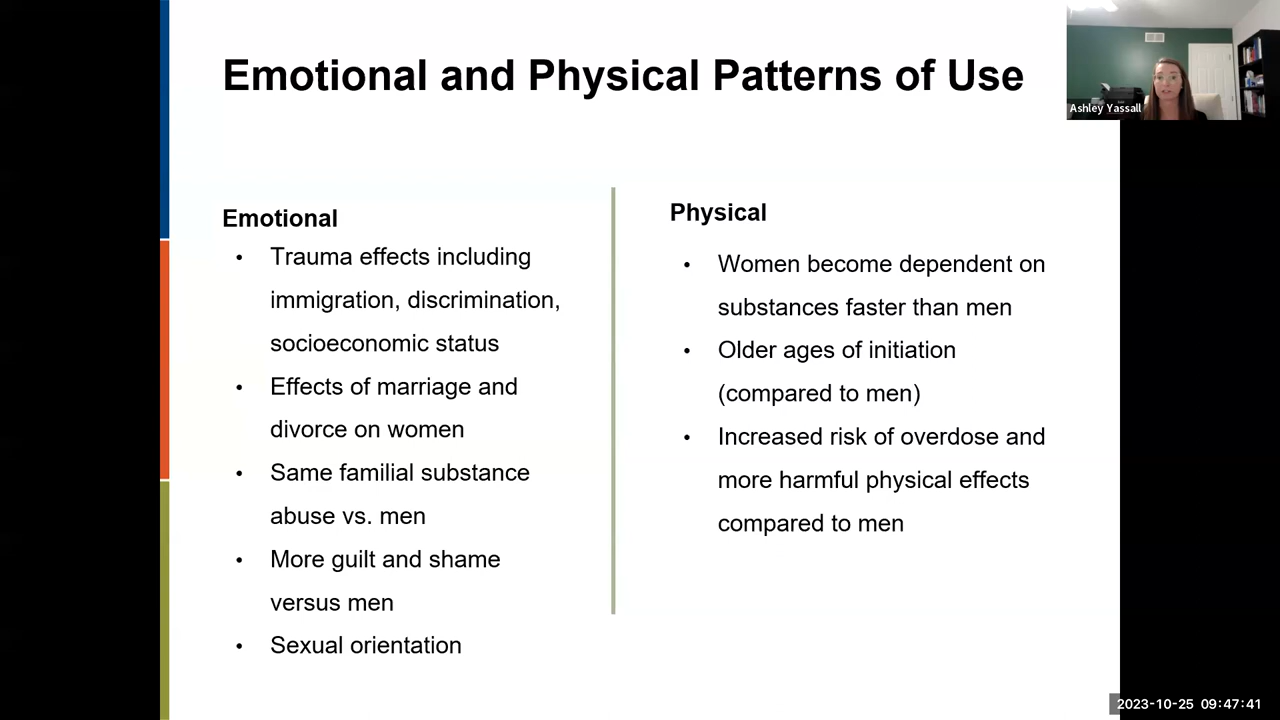 Emotional and Physical Patterns of Use
Ashley Yassall
Emotional
• Trauma effects including
immigration, discrimination,
socioeconomic status
• Effects of marriage and
divorce on women
• Same familial substance
abuse vs. men
• More guilt and shame
versus men
• Sexual orientation
Physical
• Women become dependent on
substances faster than men
• Older ages of initiation
(compared to men)
• Increased risk of overdose and
more harmful physical effects
compared to men
2023-10-25 09:47:41